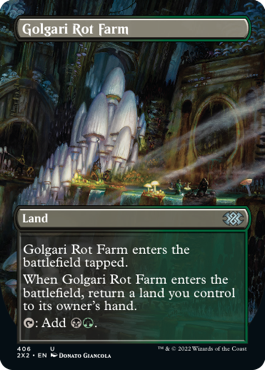 Golgari Rot Farm
Land
Golgari Rot Farm enters the
battlefield tapped.
When Golgari Rot Farm enters the
battlefield, return a land you control
to its owner's hand.
: Add .
406 U
2X2 • EN DONATO GIANCOLA
™ & © 2022 Wizards of the Coast